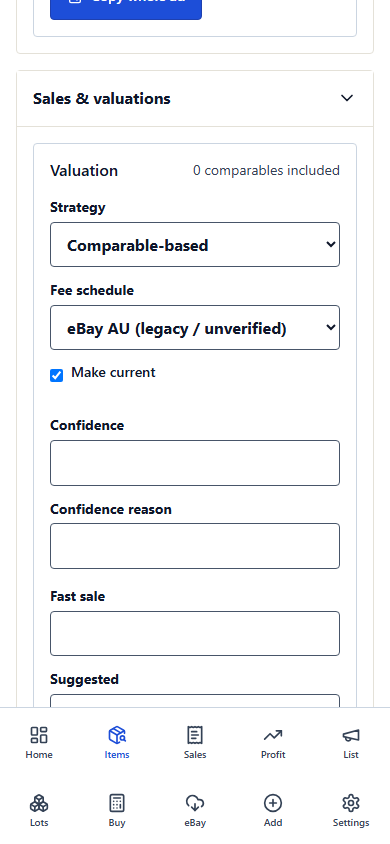 Sales & valuations
Valuation
0 comparables included
Strategy
Comparable-based
Fee schedule
eBay AU (legacy / unverified)
Make current
Confidence
Confidence reason
Fast sale
Suggested
Home
Items
Sales
Profit
List
Lots
Buy
eBay
Add
Settings